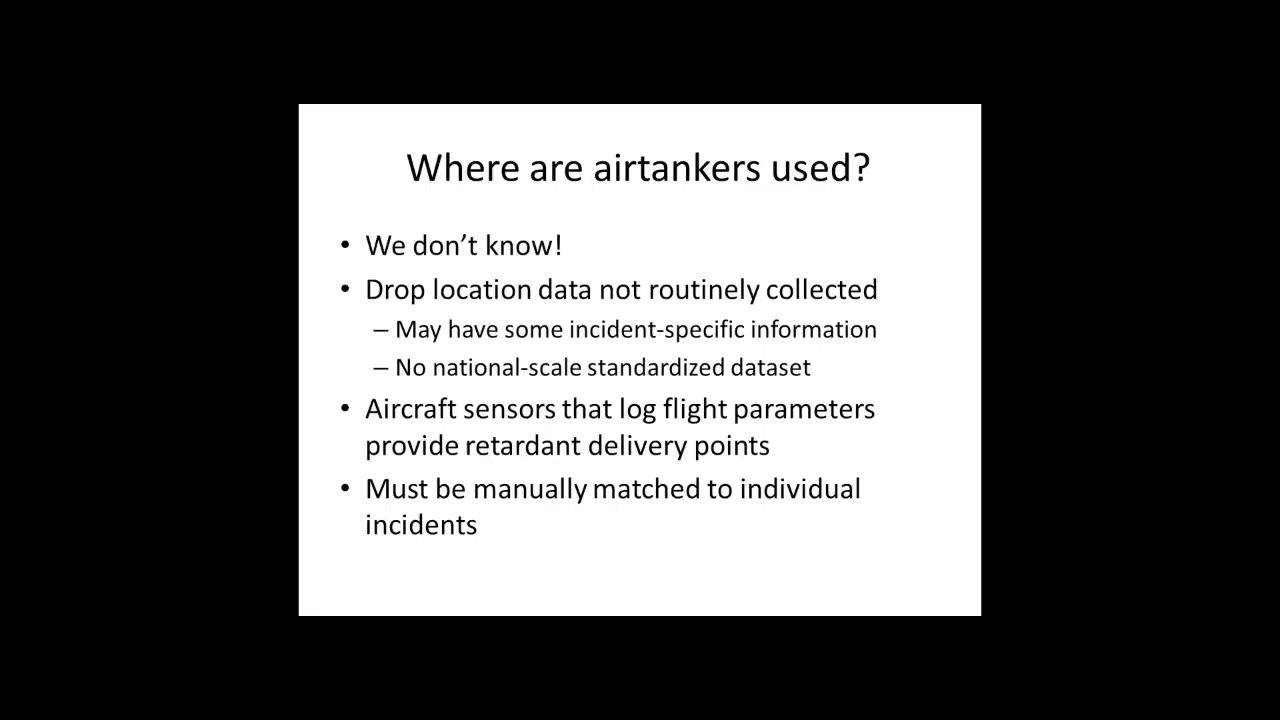 Where are airtankers used?
• We don’t know!
• Drop location data not routinely collected
– May have some incident-specific information
– No national-scale standardized dataset
• Aircraft sensors that log flight parameters
provide retardant delivery points
• Must be manually matched to individual
incidents